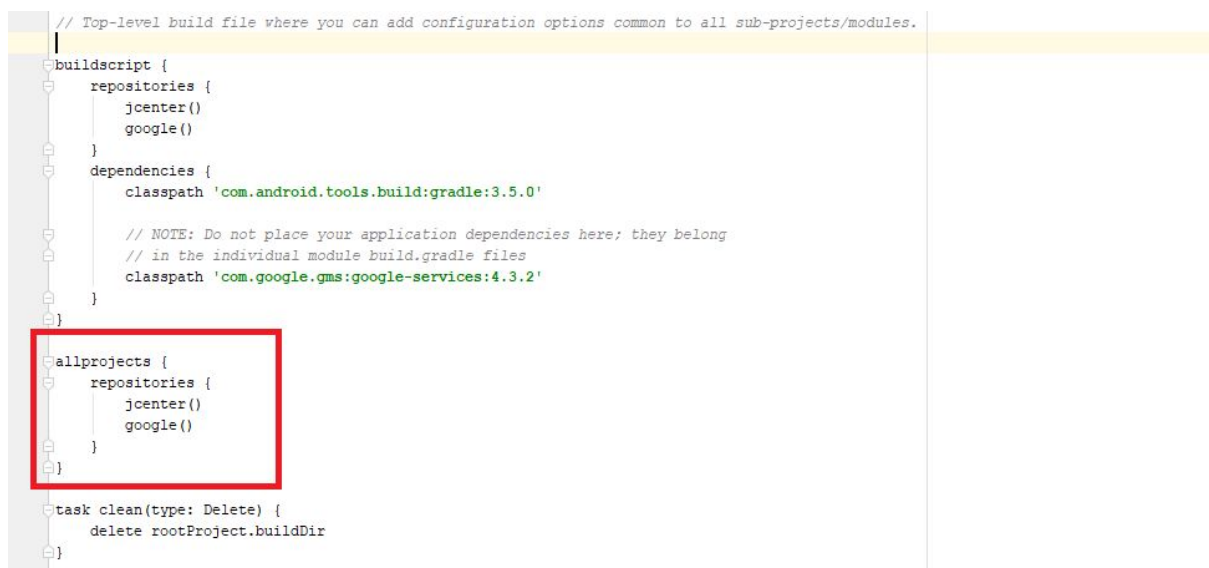 // Top-level build file where you can add configuration options common to all sub-projects/modules.
buildscript {
    repositories {
        jcenter()
        google()
    }
    dependencies {
        classpath 'com.android.tools.build:gradle:3.5.0'
        // NOTE: Do not place your application dependencies here; they belong
        // in the individual module build.gradle files
        classpath 'com.google.gms:google-services:4.3.2'
    }
}
allprojects {
    repositories {
        jcenter()
        google()
    }
}
task clean(type: Delete) {
    delete rootProject.buildDir
}